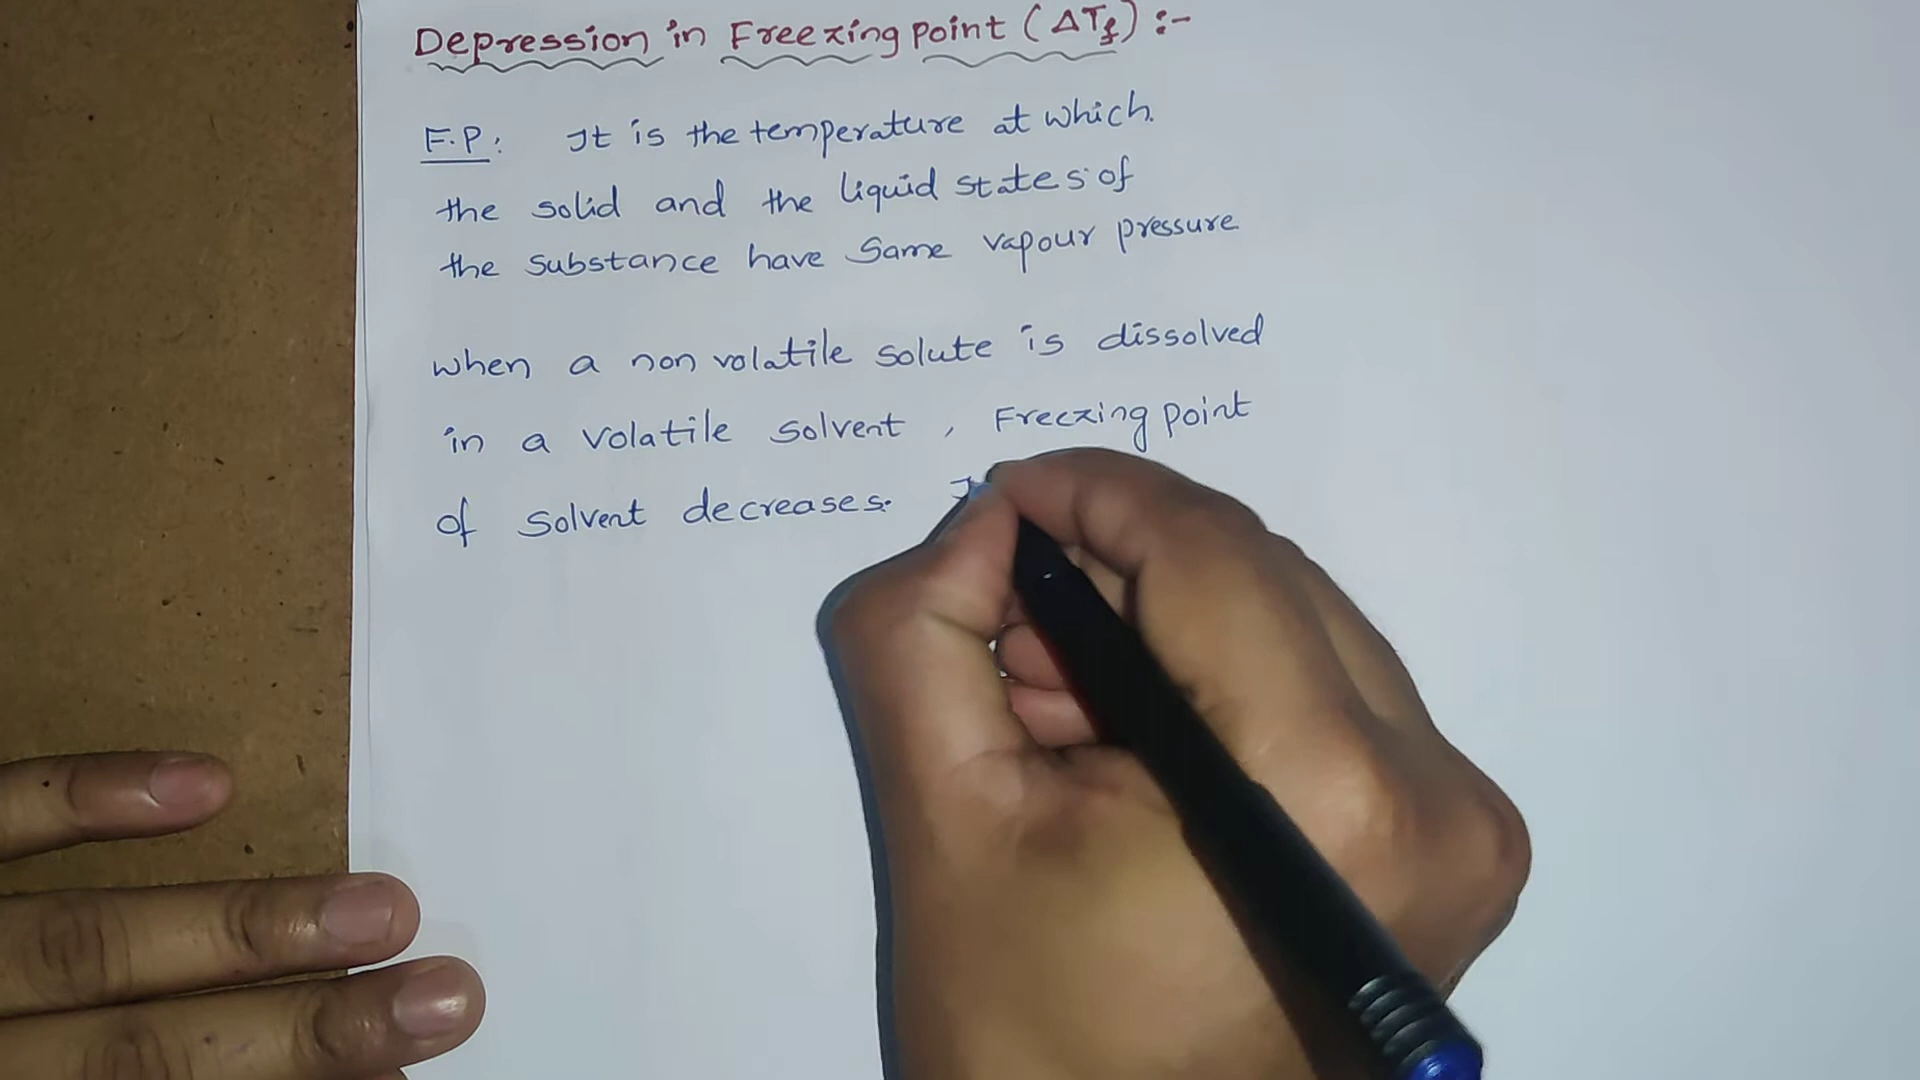 Depression in Freezing point (ΔTf) :-
F.P: It is the temperature at which
the solid and the liquid states of
the substance have same vapour pressure
when a non volatile solute is dissolved
in a volatile solvent , Freezing point
of solvent decreases.